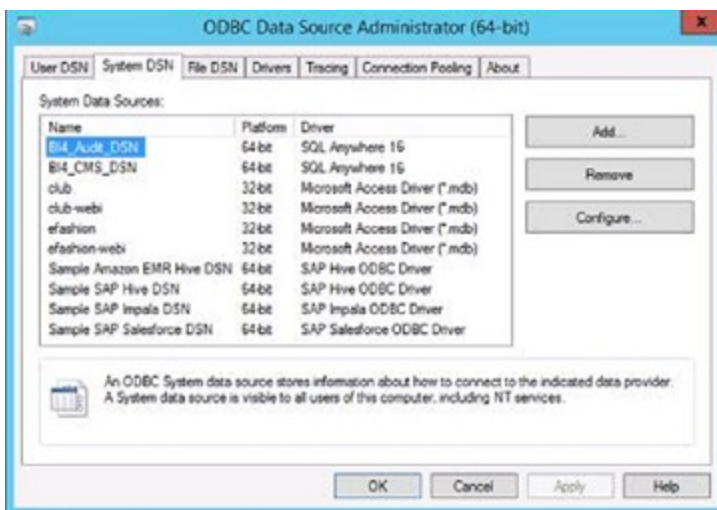 ODBC Data Source Administrator (64-bit)
x
User DSN System DSN File DSN Drivers Tracing Connection Pooling About
System Data Sources:
Name Platform Driver
BI4_Audit_DSN 64-bit SQL Anywhere 16
BI4_CMS_DSN 64-bit SQL Anywhere 16
club 32-bit Microsoft Access Driver (*.mdb)
club-webi 32-bit Microsoft Access Driver (*.mdb)
efashion 32-bit Microsoft Access Driver (*.mdb)
efashion-webi 32-bit Microsoft Access Driver (*.mdb)
Sample Amazon EMR Hive DSN 64-bit SAP Hive ODBC Driver
Sample SAP Hive DSN 64-bit SAP Hive ODBC Driver
Sample SAP Impala DSN 64-bit SAP Impala ODBC Driver
Sample SAP Salesforce DSN 64-bit SAP Salesforce ODBC Driver
Add...
Remove
Configure...
An ODBC System data source stores information about how to connect to the indicated data provider.
A System data source is visible to all users of this computer, including NT services.
OK Cancel Apply Help